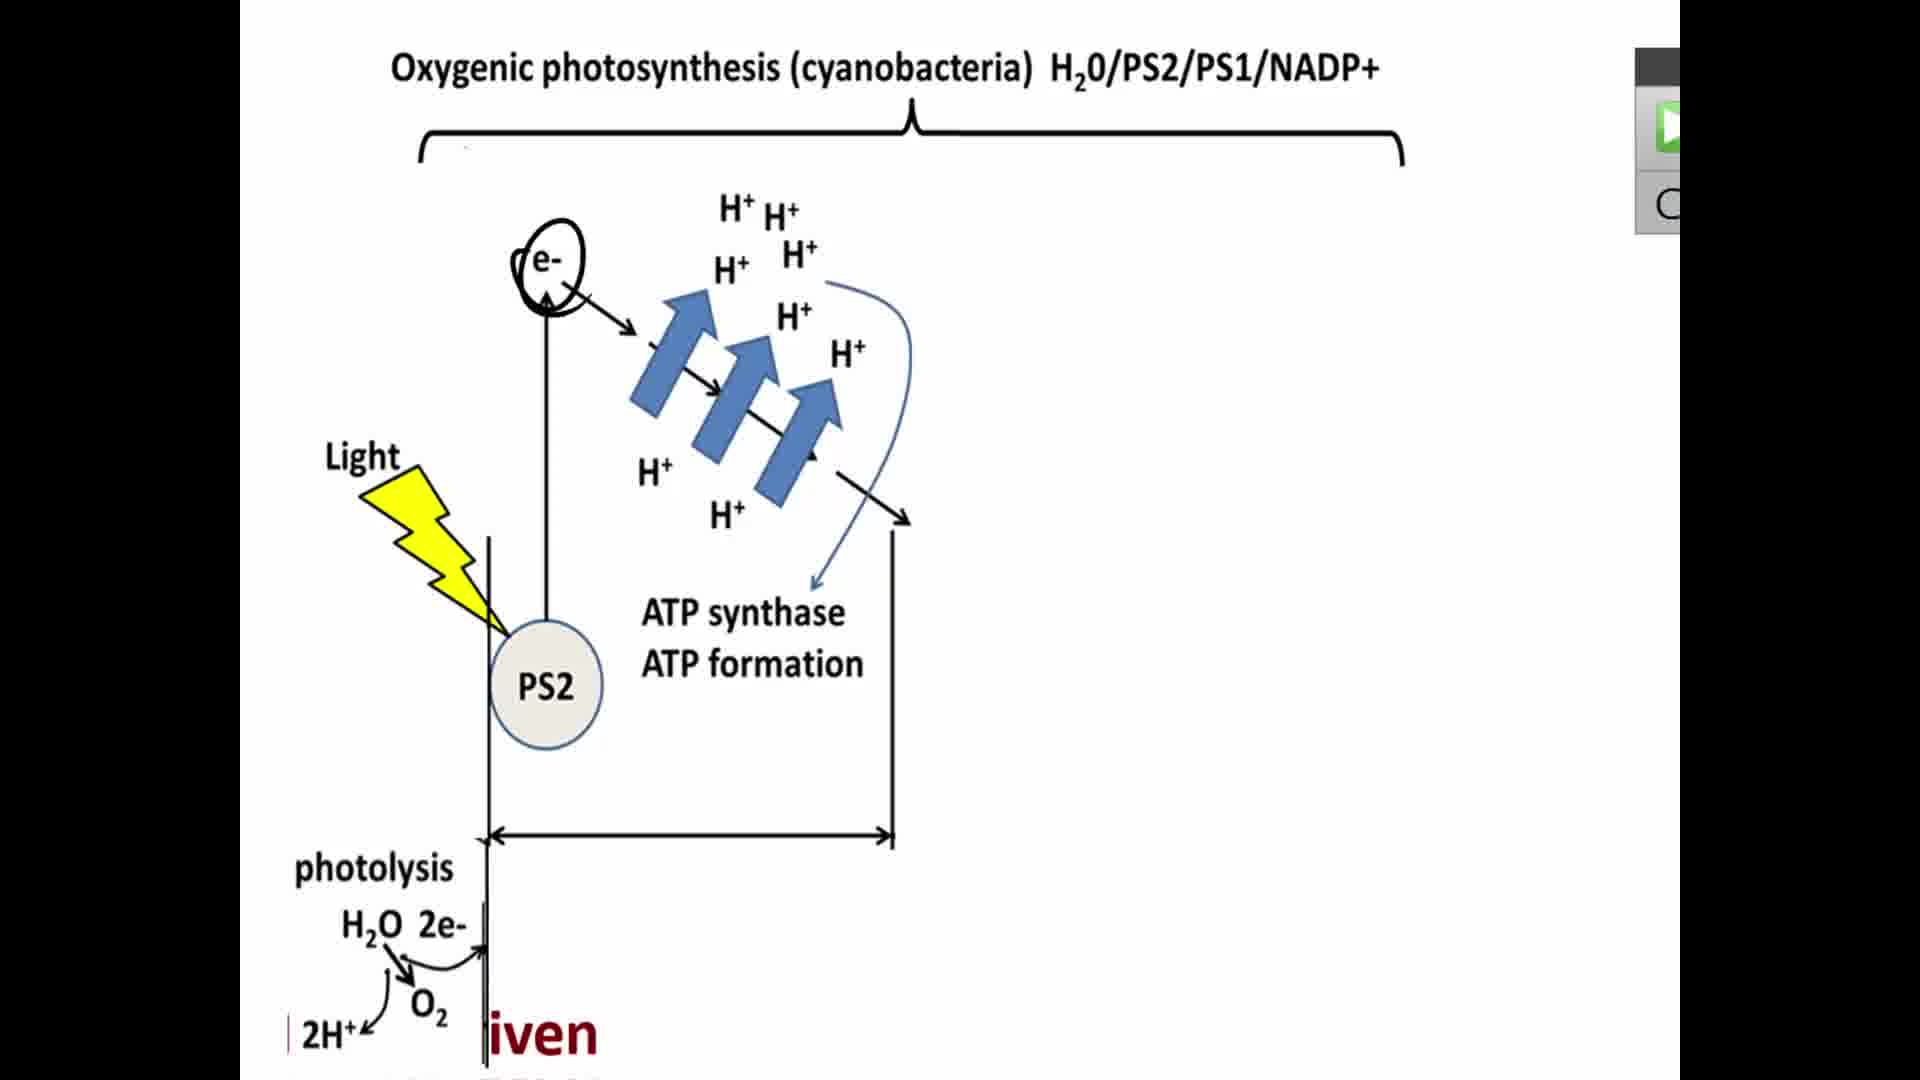 Oxygenic photosynthesis (cyanobacteria) H₂0/PS2/PS1/NADP+
H⁺ H⁺
H⁺
e-
H⁺
H⁺
H⁺
Light
H⁺
H⁺
ATP synthase
ATP formation
PS2
photolysis
H₂O 2e-
O₂
2H⁺
iven